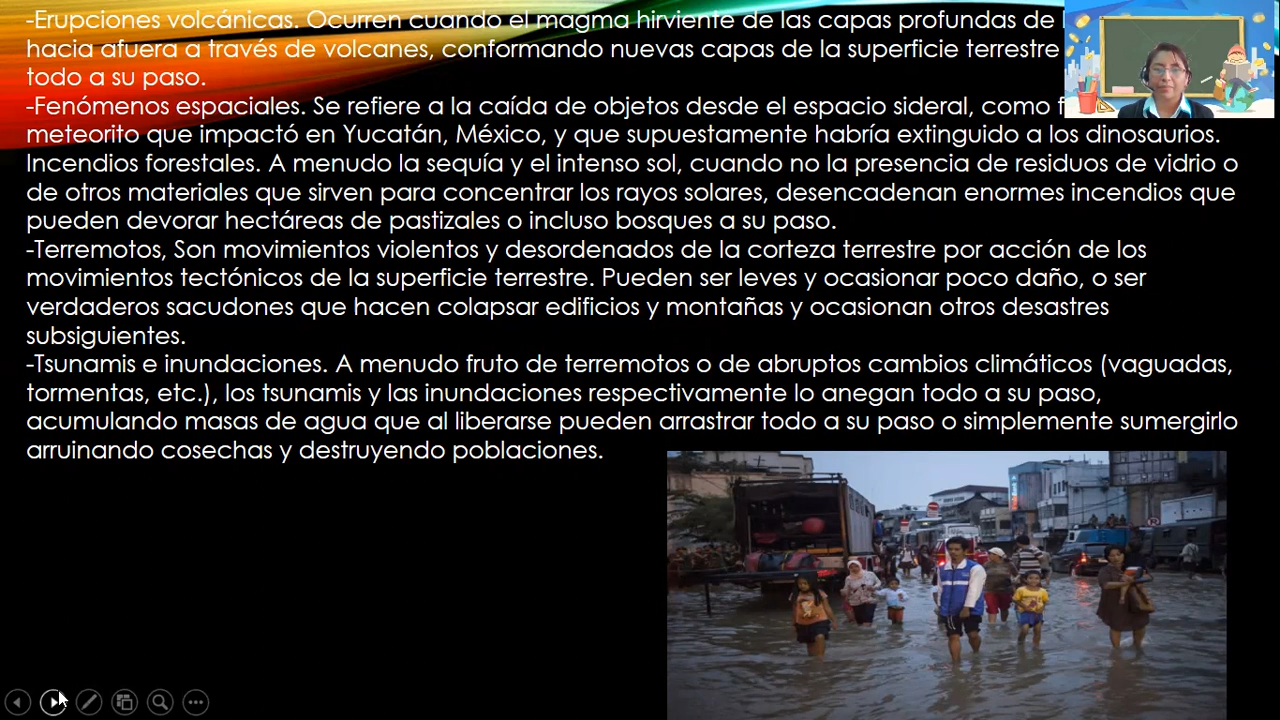 -Erupciones volcánicas. Ocurren cuando el magma hirviente de las capas profundas de
hacia afuera a través de volcanes, conformando nuevas capas de la superficie terrestre
todo a su paso.
-Fenómenos espaciales. Se refiere a la caída de objetos desde el espacio sideral, como
meteorito que impactó en Yucatán, México, y que supuestamente habría extinguido a los dinosaurios.
Incendios forestales. A menudo la sequía y el intenso sol, cuando no la presencia de residuos de vidrio o
de otros materiales que sirven para concentrar los rayos solares, desencadenan enormes incendios que
pueden devorar hectáreas de pastizales o incluso bosques a su paso.
-Terremotos, Son movimientos violentos y desordenados de la corteza terrestre por acción de los
movimientos tectónicos de la superficie terrestre. Pueden ser leves y ocasionar poco daño, o ser
verdaderos sacudones que hacen colapsar edificios y montañas y ocasionan otros desastres
subsiguientes.
-Tsunamis e inundaciones. A menudo fruto de terremotos o de abruptos cambios climáticos (vaguadas,
tormentas, etc.), los tsunamis y las inundaciones respectivamente lo anegan todo a su paso,
acumulando masas de agua que al liberarse pueden arrastrar todo a su paso o simplemente sumergirlo
arruinando cosechas y destruyendo poblaciones.